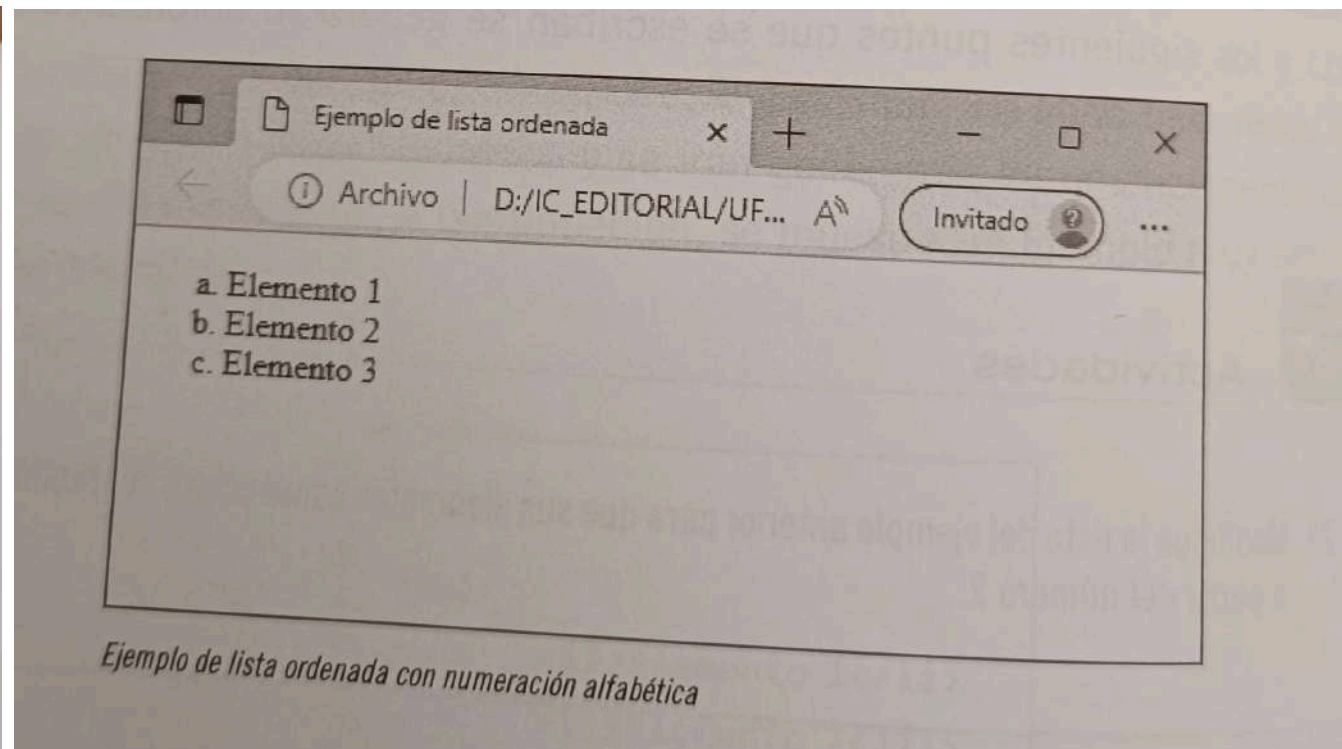 Ejemplo de lista ordenada
Archivo | D:/IC_EDITORIAL/UF... A
Invitado ...
a. Elemento 1
b. Elemento 2
c. Elemento 3
Ejemplo de lista ordenada con numeración alfabética